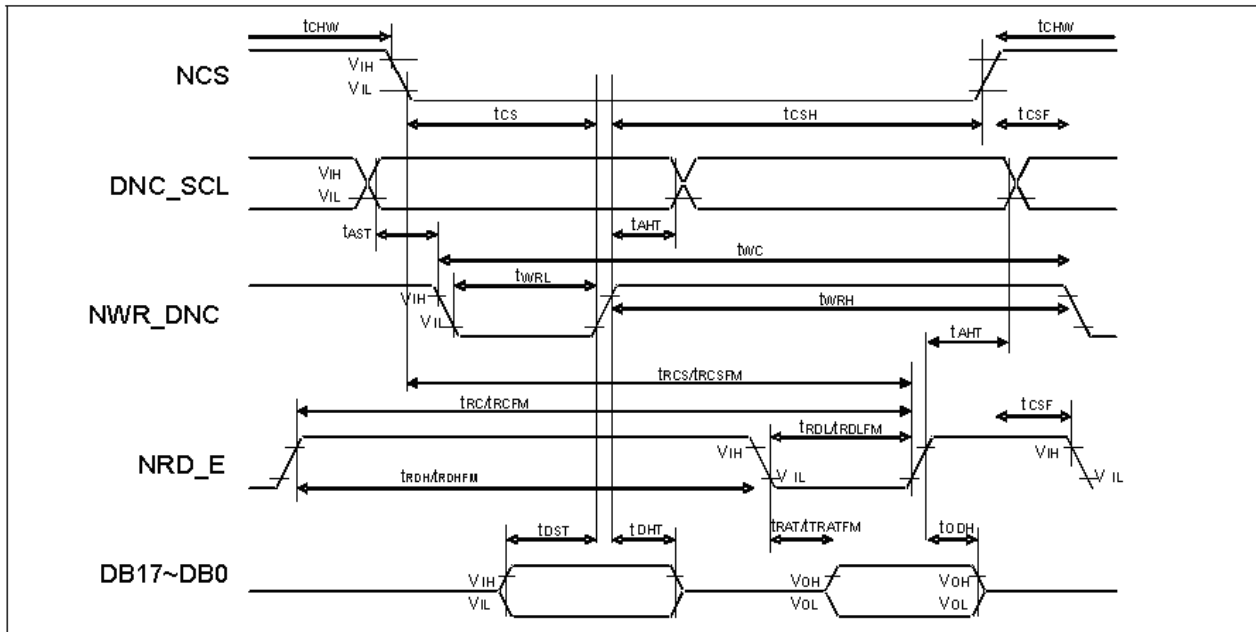 tCHW tCHW
NCS
VIH
VIL
tCS tCSH tCSF
DNC_SCL
VIH
VIL
tAST tAHT
tWC
tWRL
NWR_DNC
VIH
VIL
tWRH
tAHT
tRCS/tRCSFM
tRC/tRCFM
tCSF
tRDL/tRDLFM
NRD_E
VIH VIH
VIL VIL
tRDH/tRDHFM
tDST tDHT tRAT/tTRATFM tODH
DB17~DB0
VIH VOH VOH
VIL VOL VOL